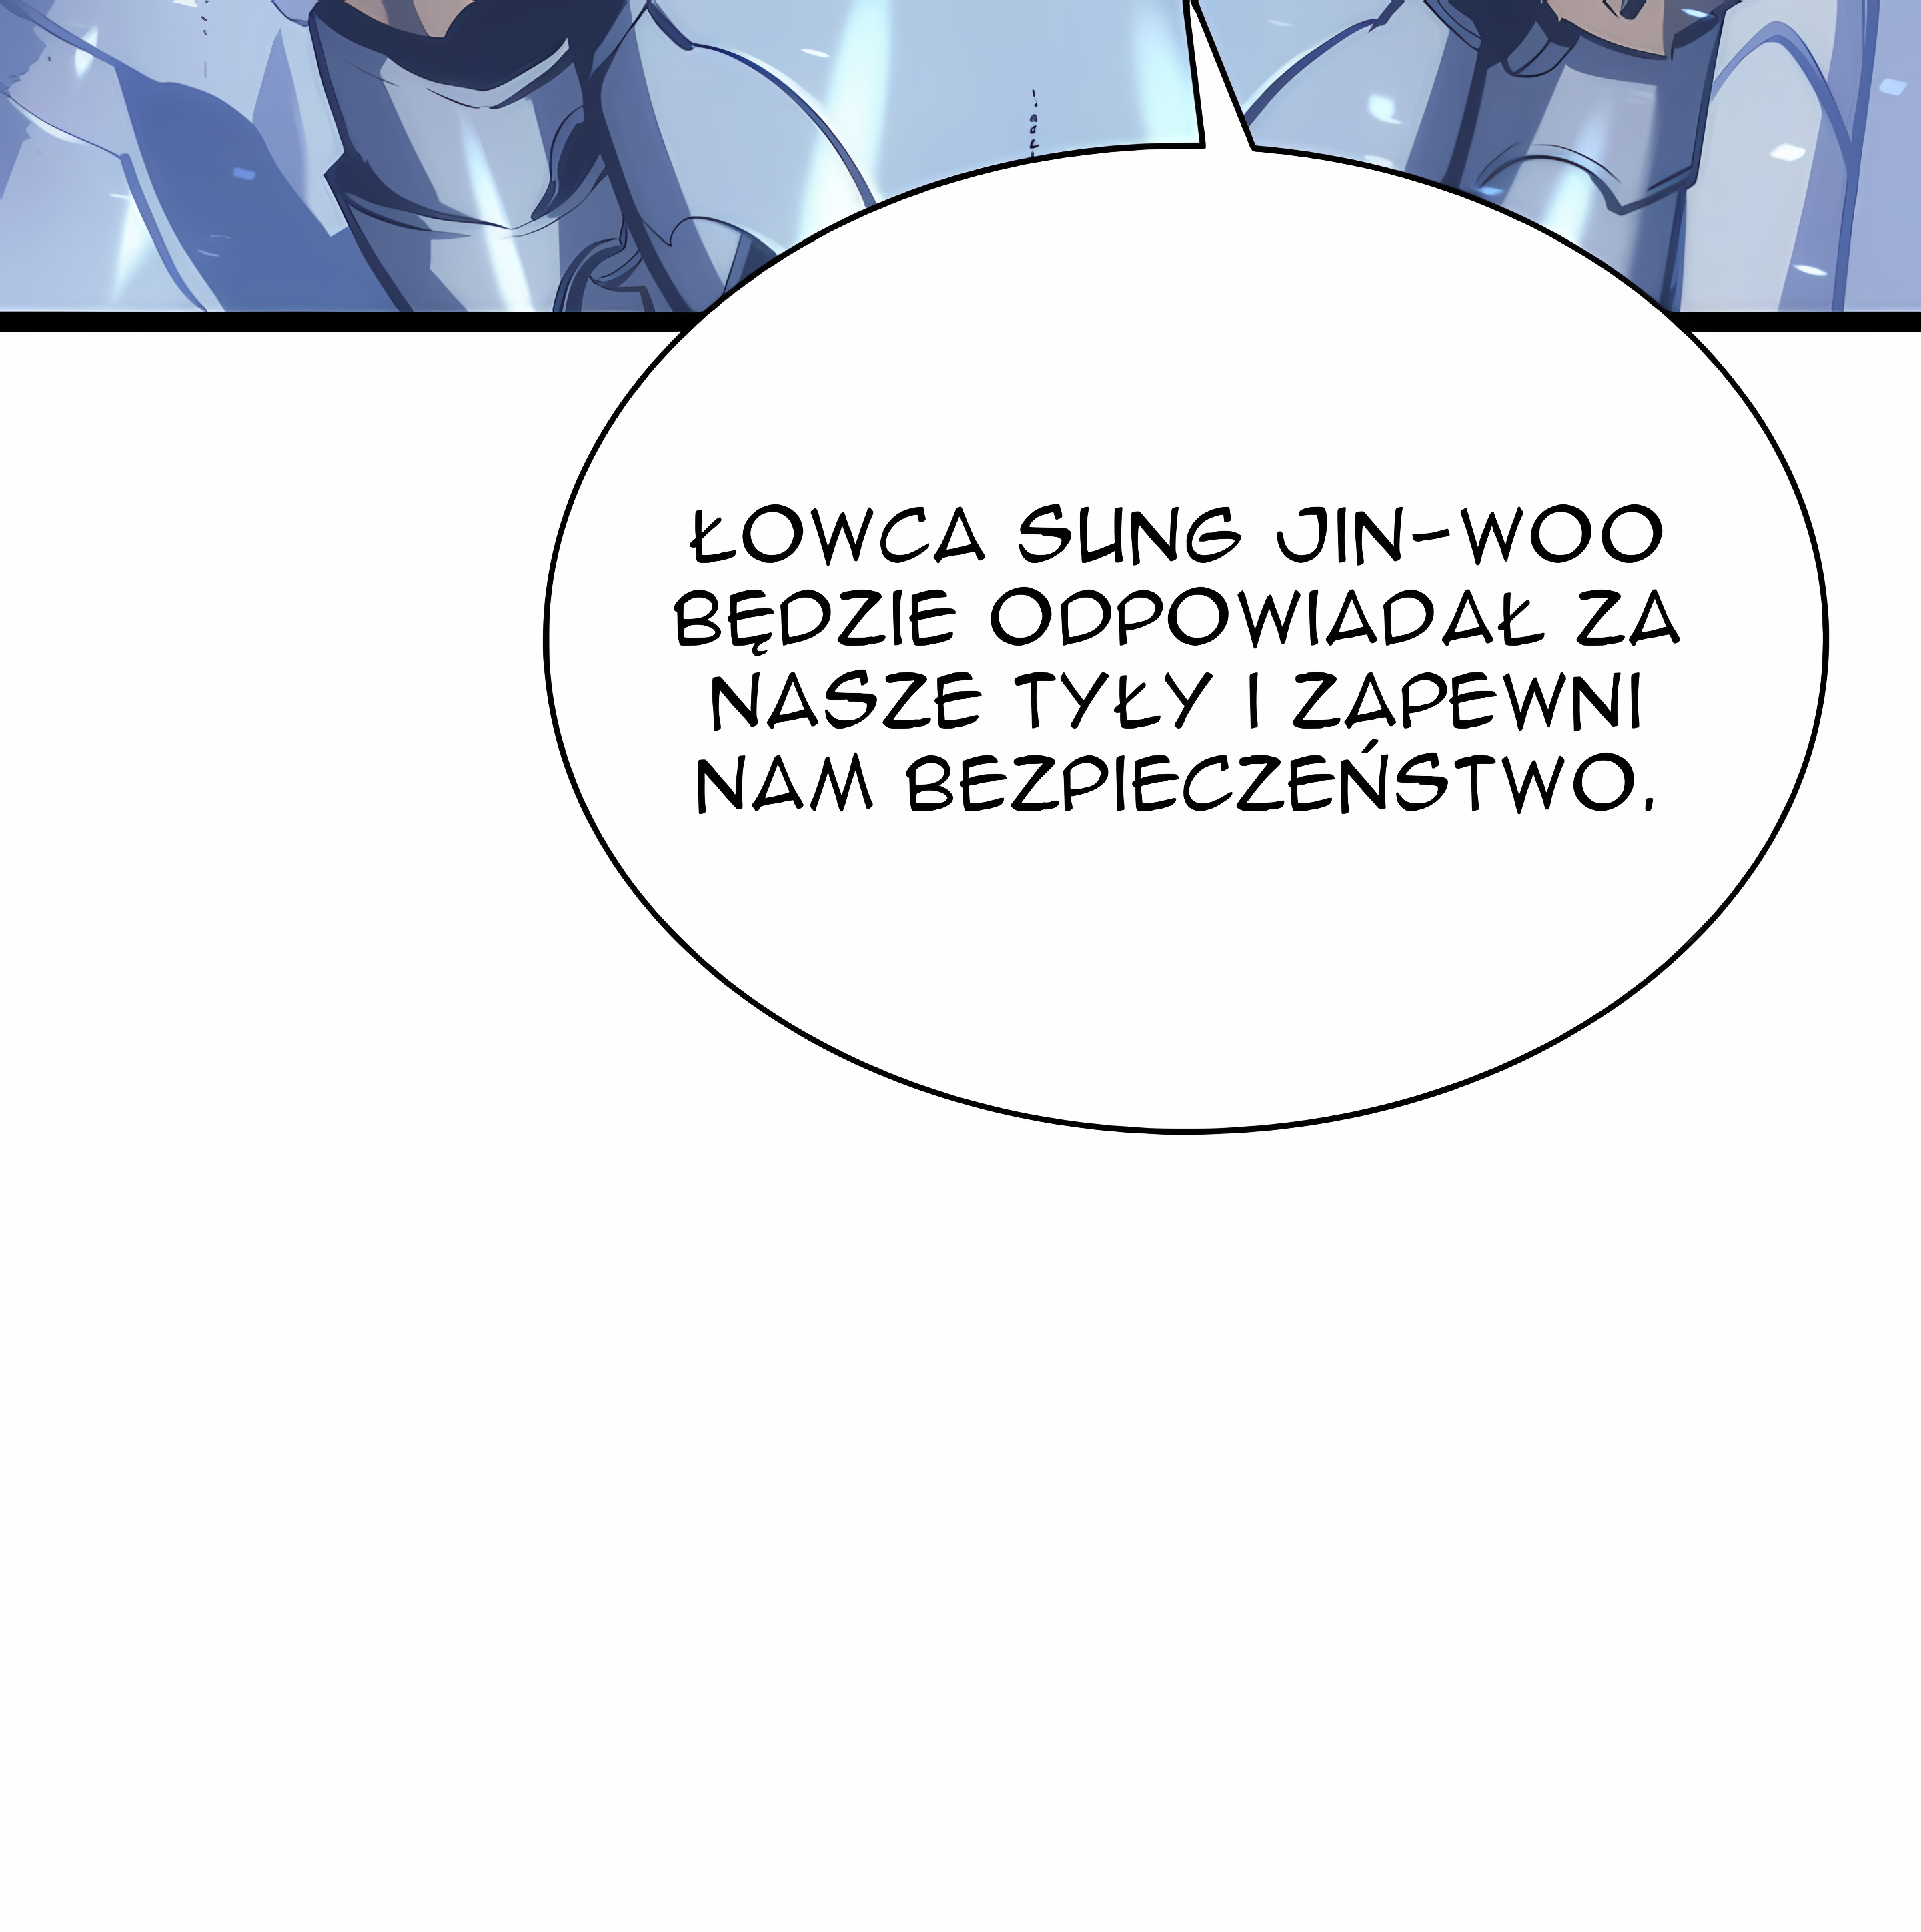 ŁOWCA SUNG JIN-WOO
BĘDZIE ODPOWIADAŁ ZA
NASZE TYŁY I ZAPEWNI
NAM BEZPIECZEŃSTWO.